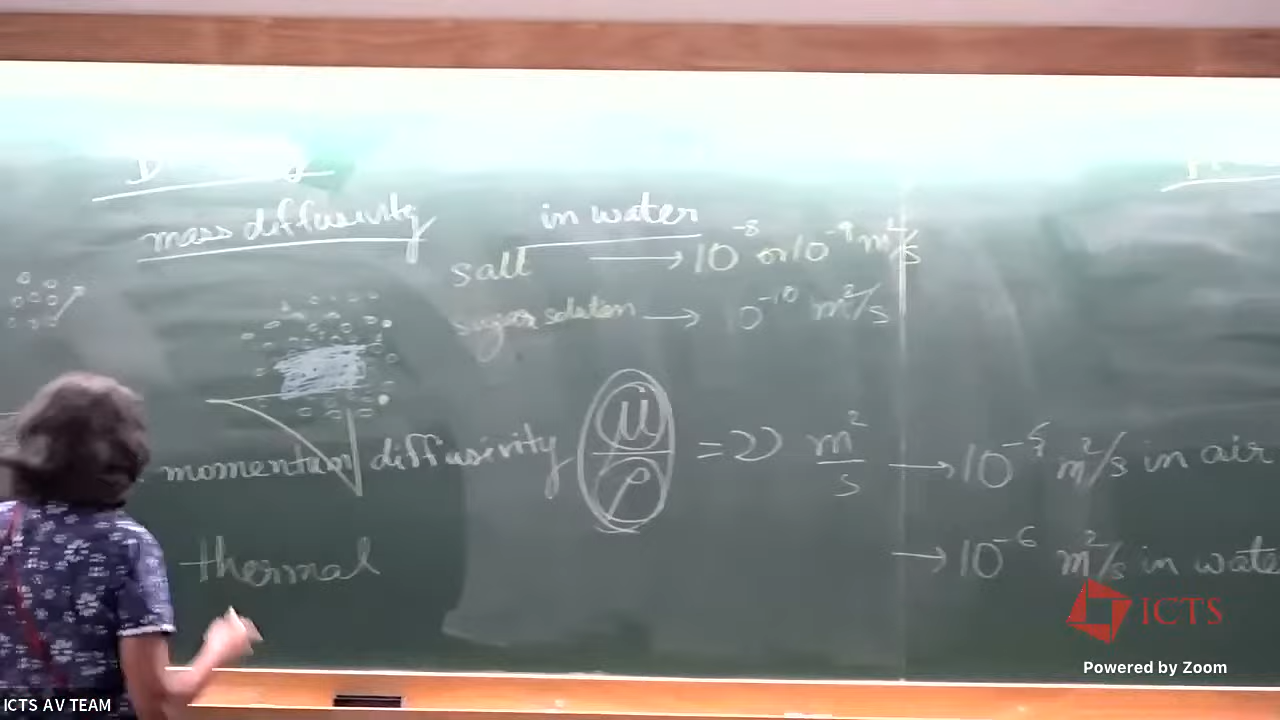 mass diffusivity
in water
salt → 10⁻⁸ or 10⁻⁹ m²/s
sugar solution → 10⁻¹⁰ m²/s
momentum diffusivity μ/ρ = ν m²/s → 10⁻⁵ m²/s in air
→ 10⁻⁶ m²/s in wate
thermal
ICTS
Powered by Zoom
ICTS AV TEAM